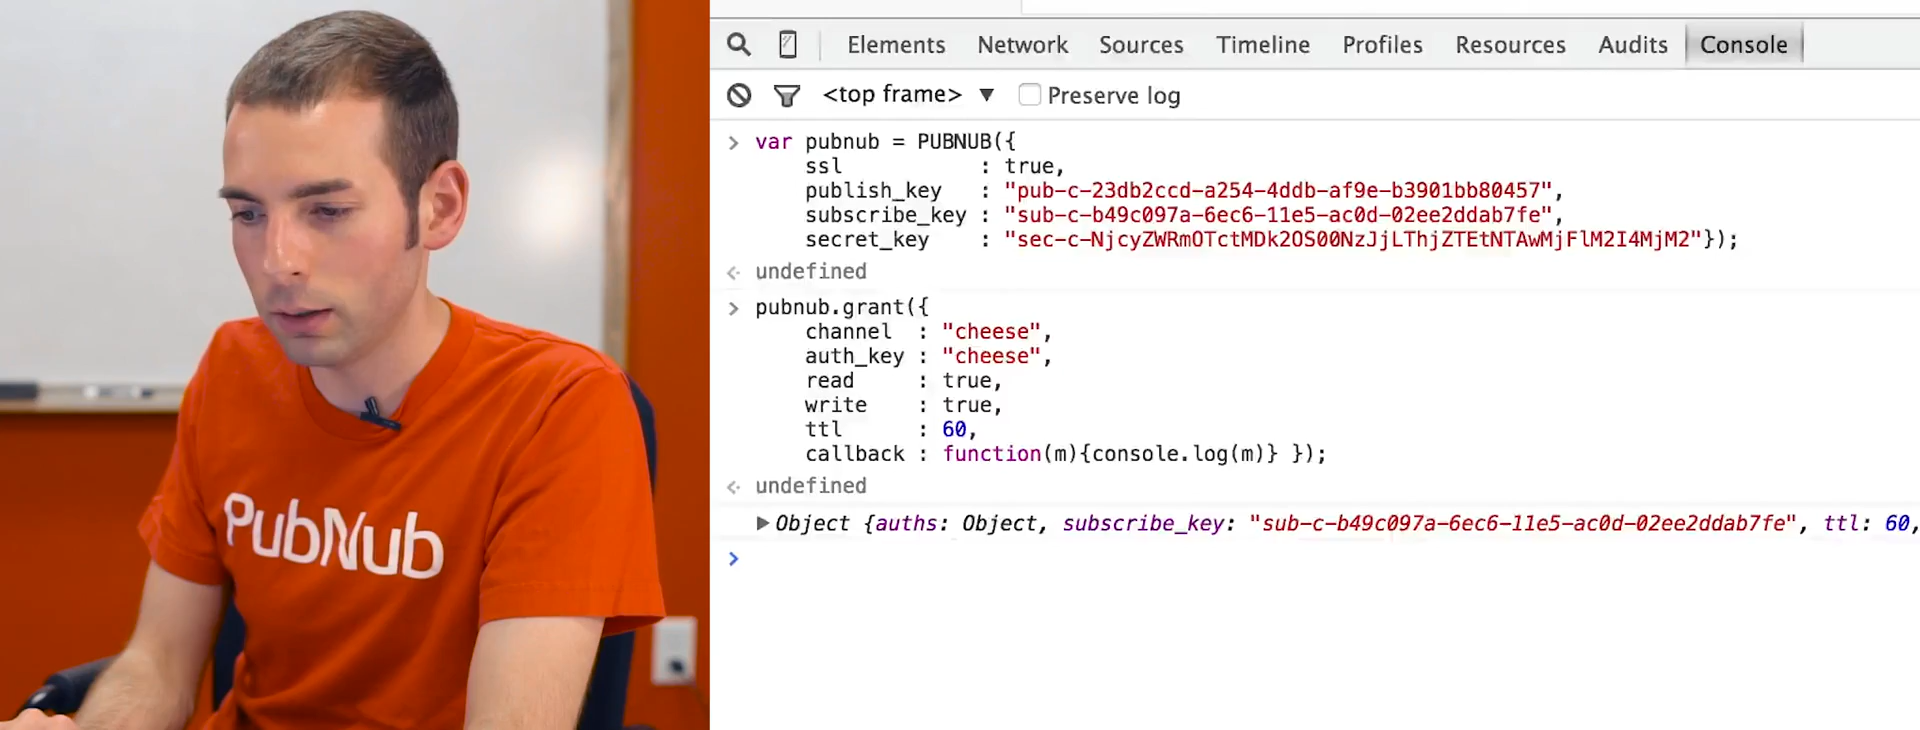 PubNub
Elements Network Sources Timeline Profiles Resources Audits Console
<top frame> ▼ Preserve log
> var pubnub = PUBNUB({
ssl : true,
publish_key : "pub-c-23db2ccd-a254-4ddb-af9e-b3901bb80457",
subscribe_key : "sub-c-b49c097a-6ec6-11e5-ac0d-02ee2ddab7fe",
secret_key : "sec-c-NjcyZWRmOTctMDk2OS00NzJjLThjZTEtNTAwMjFlM2I4MjM2"});
undefined
> pubnub.grant({
channel : "cheese",
auth_key : "cheese",
read : true,
write : true,
ttl : 60,
callback : function(m){console.log(m)} });
undefined
▶ Object {auths: Object, subscribe_key: "sub-c-b49c097a-6ec6-11e5-ac0d-02ee2ddab7fe", ttl: 60,
>